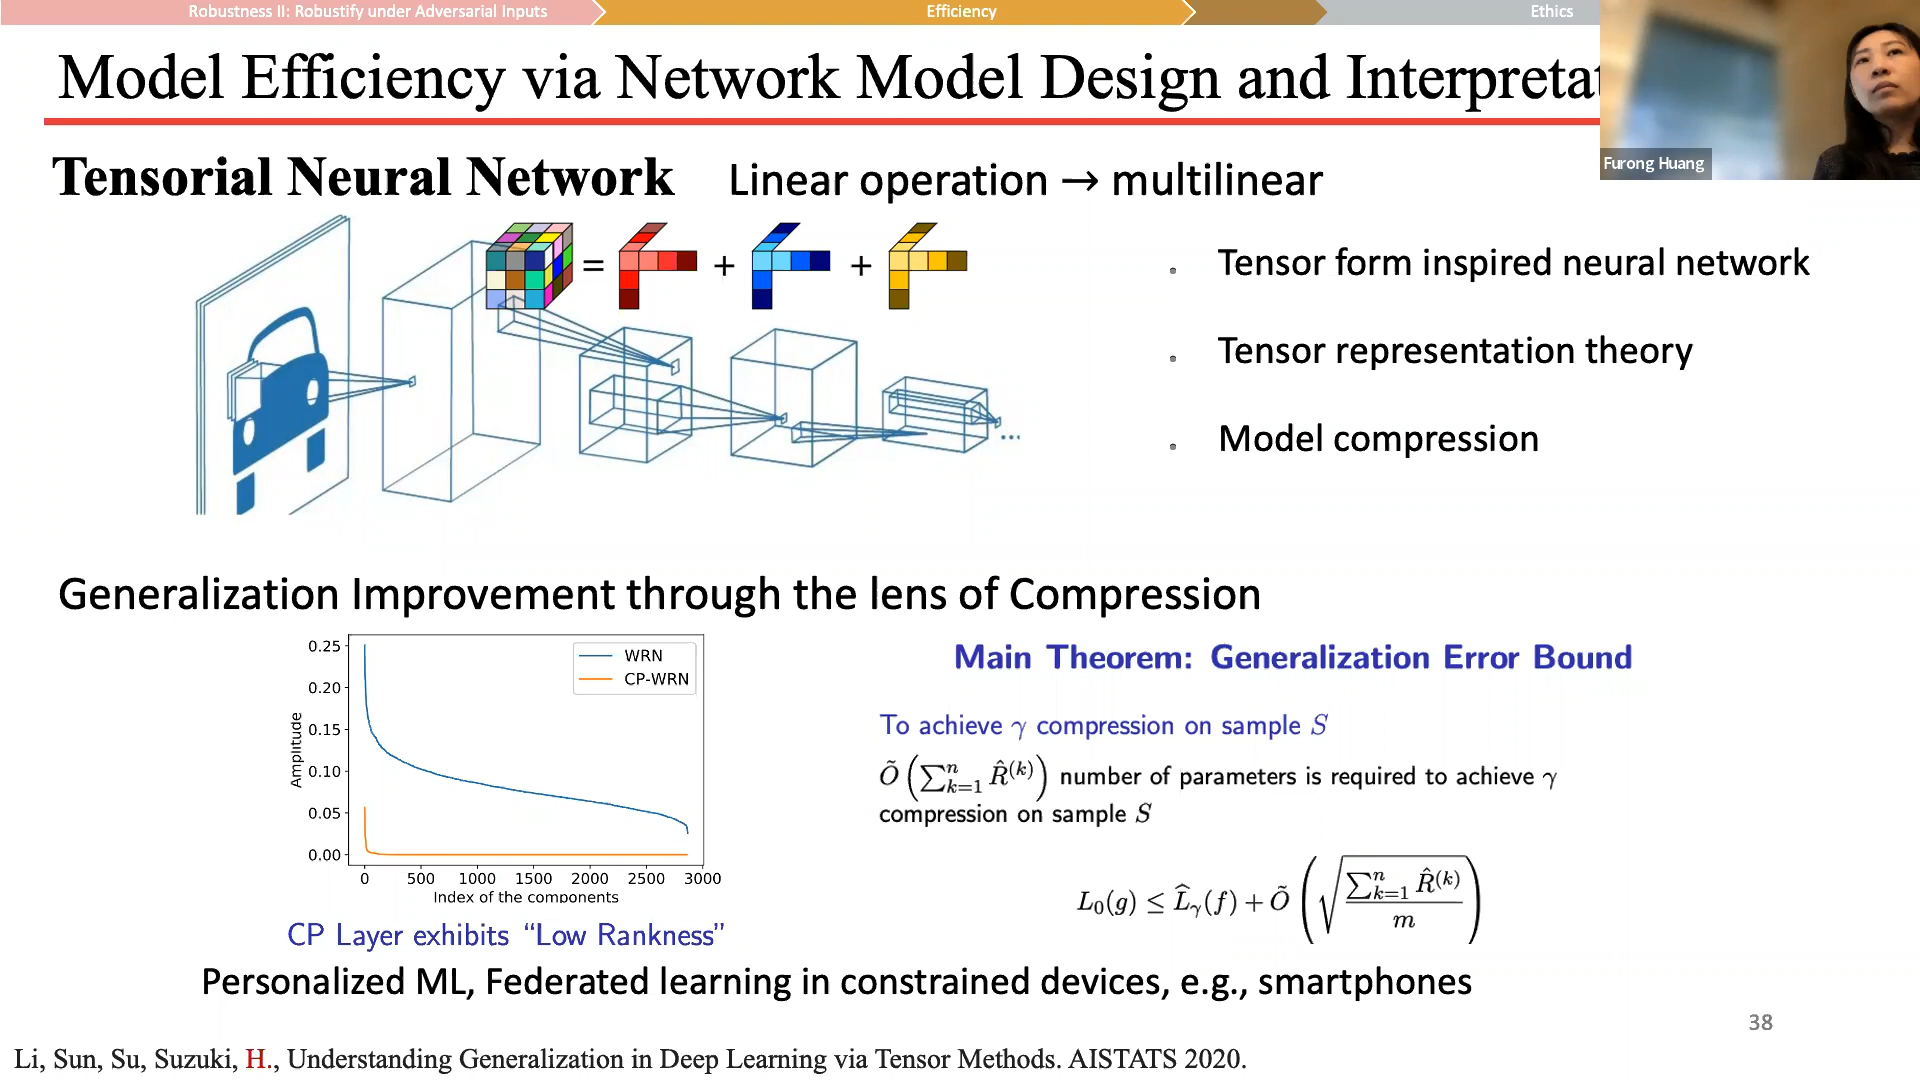 Robustness II: Robustify under Adversarial Inputs
Efficiency
Ethics
Model Efficiency via Network Model Design and Interpretat
Furong Huang
Tensorial Neural Network
Linear operation → multilinear
= + +
Tensor form inspired neural network
Tensor representation theory
Model compression
...
Generalization Improvement through the lens of Compression
0.25
0.20
0.15
0.10
0.05
0.00
Amplitude
WRN
CP-WRN
0 500 1000 1500 2000 2500 3000
Index of the components
CP Layer exhibits “Low Rankness”
Main Theorem: Generalization Error Bound
To achieve γ compression on sample S
Õ(∑ₖ₌₁ⁿ R̂⁽ᵏ⁾) number of parameters is required to achieve γ
compression on sample S
L₀(g) ≤ L̂_γ(f) + Õ(√(∑ₖ₌₁ⁿ R̂⁽ᵏ⁾ / m))
Personalized ML, Federated learning in constrained devices, e.g., smartphones
38
Li, Sun, Su, Suzuki, H., Understanding Generalization in Deep Learning via Tensor Methods. AISTATS 2020.